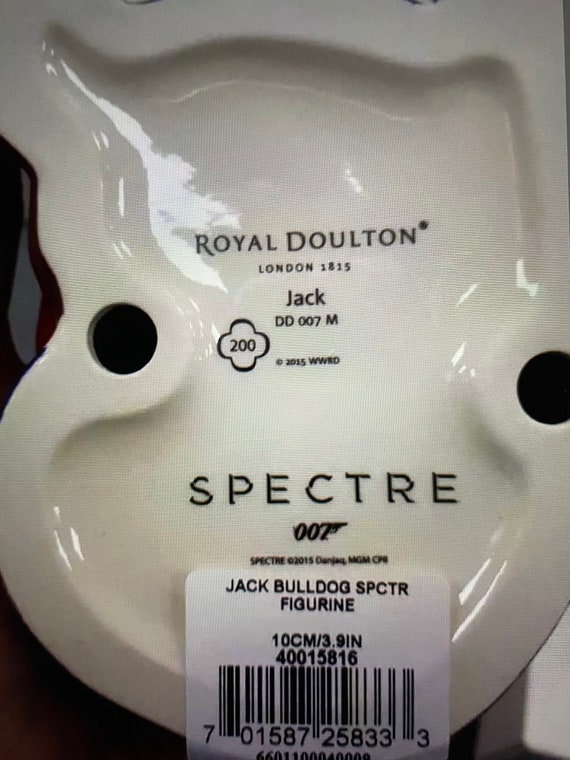 ROYAL DOULTON®
LONDON 1815
Jack
DD 007 M
200
© 2015 WWRD
SPECTRE
007
SPECTRE ©2015 Danjaq, MGM CPII
JACK BULLDOG SPCTR
FIGURINE
10CM/3.9IN
40015816
7 01587 25833 3
6601100040009